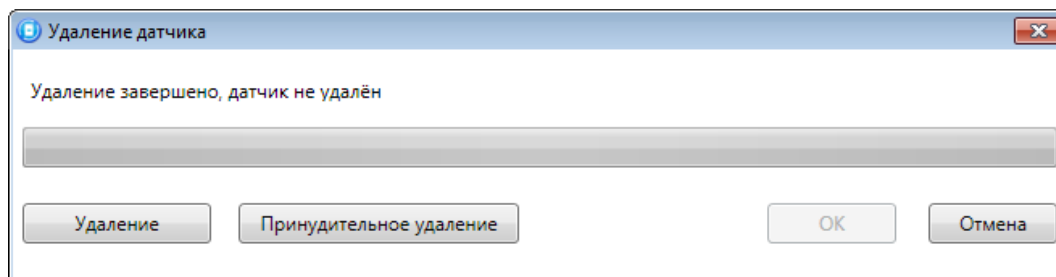 Удаление датчика
Удаление завершено, датчик не удалён
Удаление Принудительное удаление OK Отмена